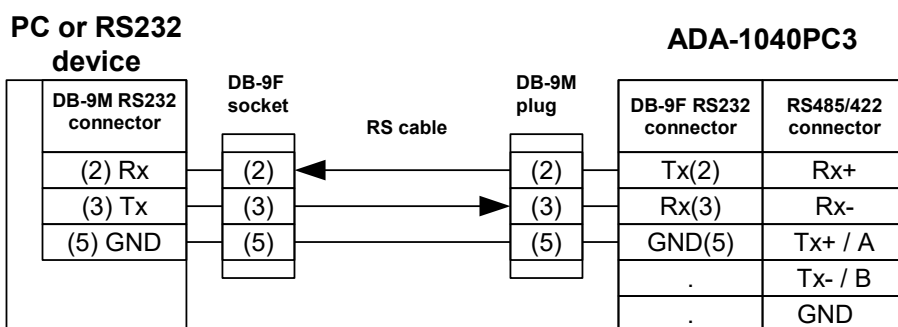 PC or RS232
device
ADA-1040PC3
DB-9M RS232
connector
DB-9F
socket
RS cable
DB-9M
plug
DB-9F RS232
connector
RS485/422
connector
(2) Rx
(2)
(2)
Tx(2)
Rx+
(3) Tx
(3)
(3)
Rx(3)
Rx-
(5) GND
(5)
(5)
GND(5)
Tx+ / A
.
Tx- / B
.
GND